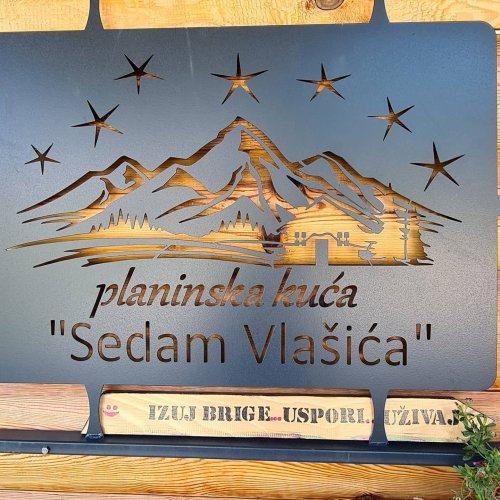 planinska kuća
"Sedam Vlašića"
IZUJ BRIGE...USPORI...UŽIVAJ